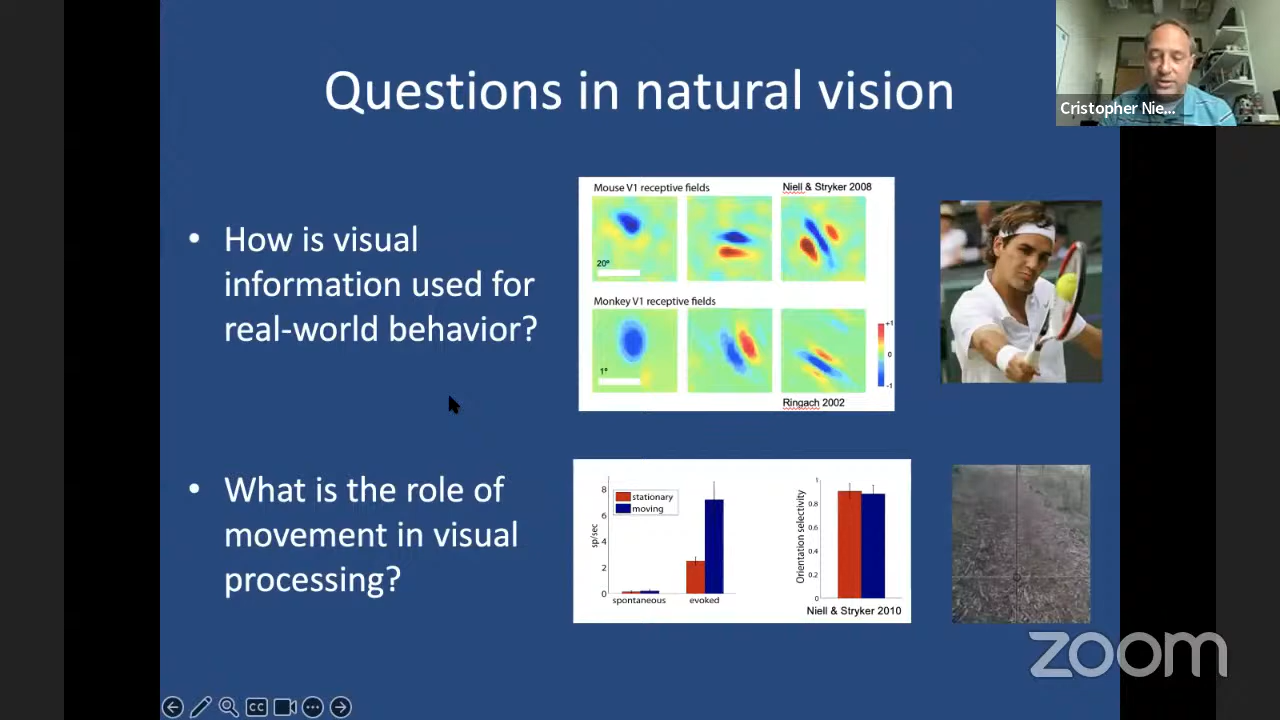 Questions in natural vision
Cristopher Nie...
• How is visual
information used for
real-world behavior?
Mouse V1 receptive fields
Niell & Stryker 2008
20°
Monkey V1 receptive fields
1°
+1
0
-1
Ringach 2002
• What is the role of
movement in visual
processing?
sp/sec
8
6
4
2
0
stationary
moving
spontaneous
evoked
Orientation selectivity
1
0.8
0.6
0.4
0.2
0
Niell & Stryker 2010
zoom
CC